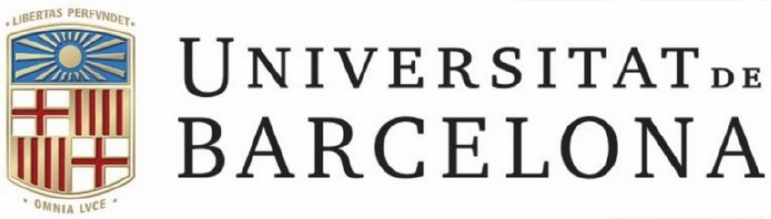 · LIBERTAS PERFVNDET ·
UNIVERSITAT DE
BARCELONA
· OMNIA LVCE ·